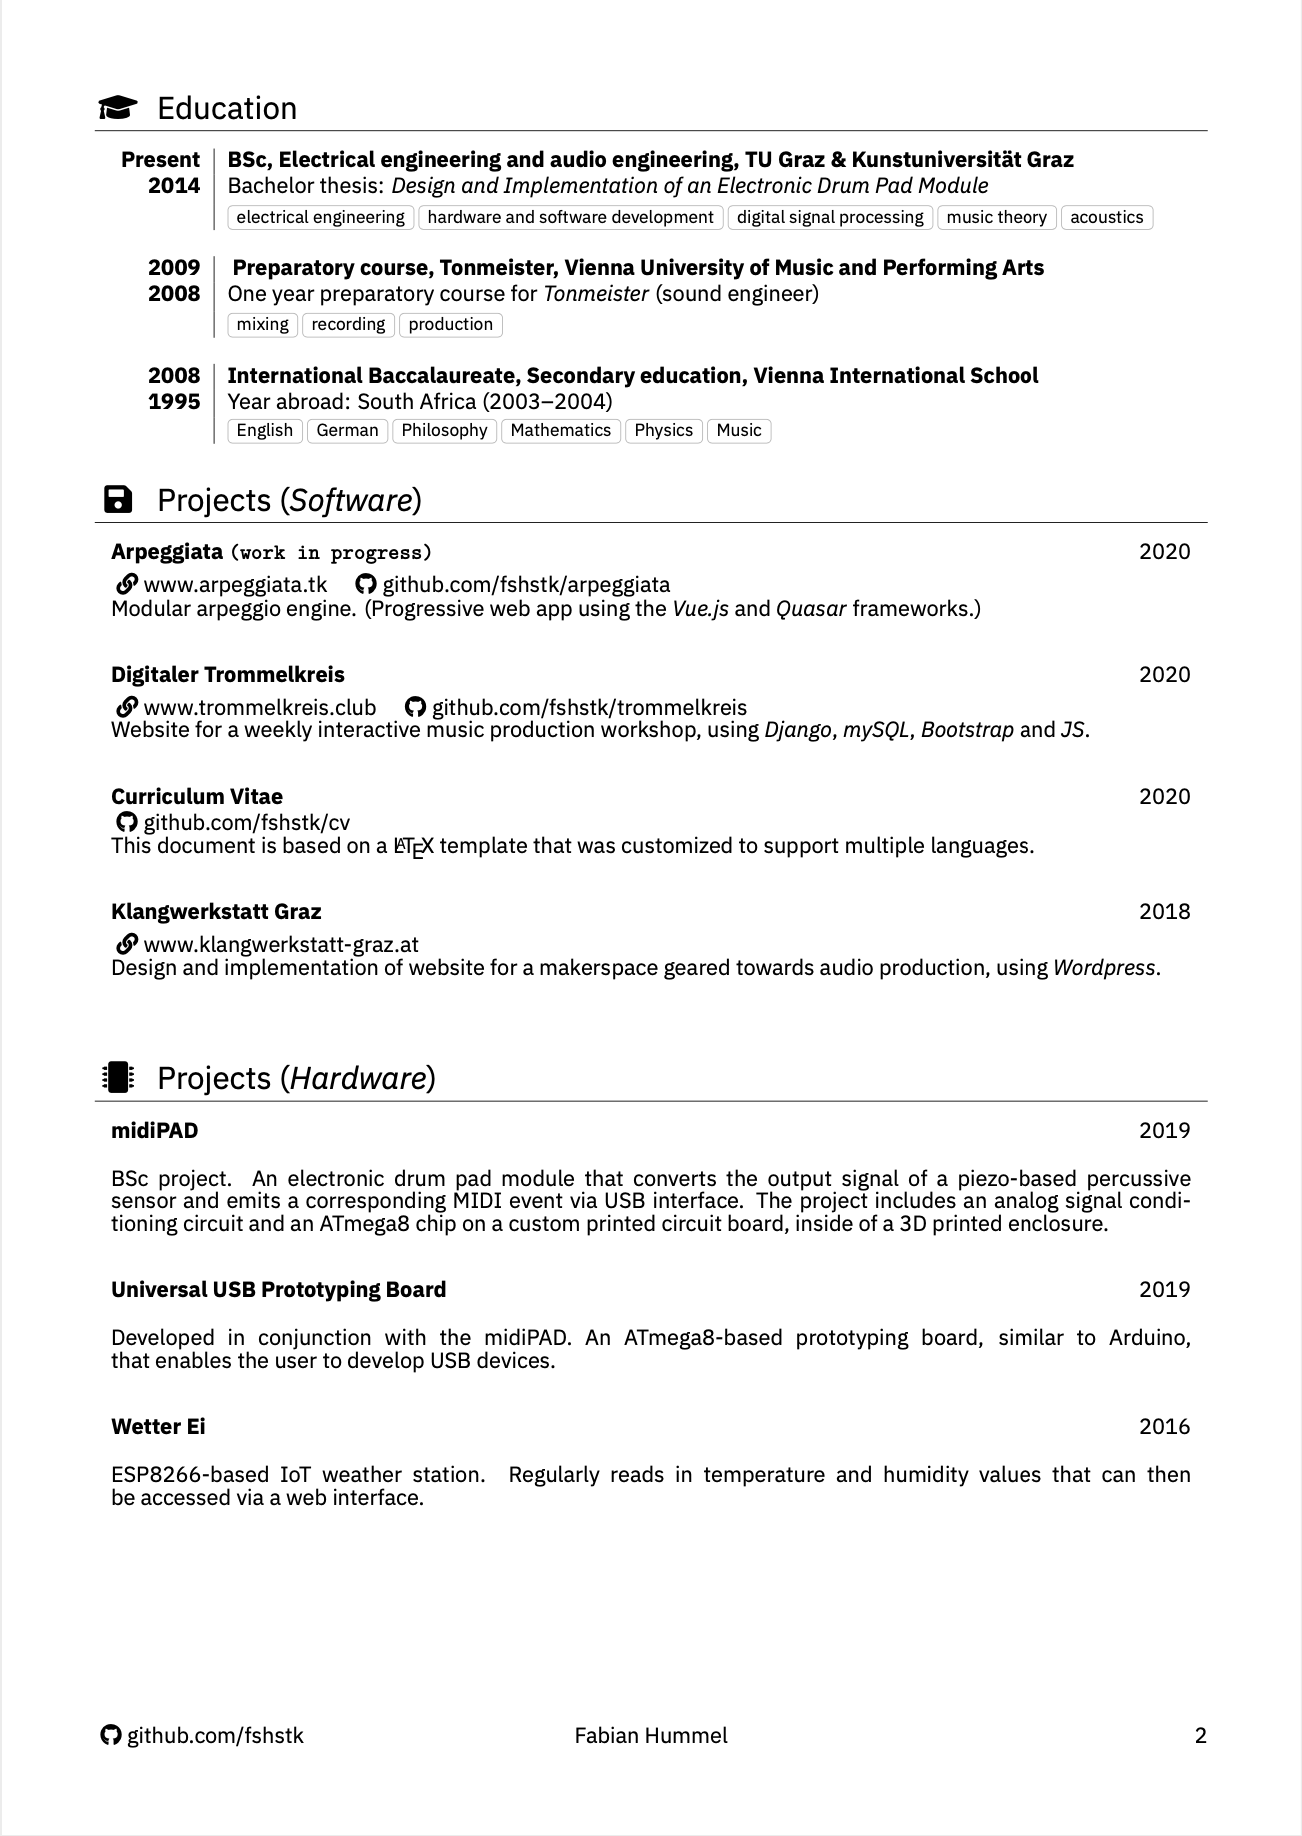 Education
Present
BSc, Electrical engineering and audio engineering, TU Graz & Kunstuniversität Graz
2014
Bachelor thesis: Design and Implementation of an Electronic Drum Pad Module
electrical engineering hardware and software development digital signal processing music theory acoustics
2009
Preparatory course, Tonmeister, Vienna University of Music and Performing Arts
2008
One year preparatory course for Tonmeister (sound engineer)
mixing recording production
2008
International Baccalaureate, Secondary education, Vienna International School
1995
Year abroad: South Africa (2003–2004)
English German Philosophy Mathematics Physics Music
Projects (Software)
Arpeggiata (work in progress) 2020
www.arpeggiata.tk github.com/fshstk/arpeggiata
Modular arpeggio engine. (Progressive web app using the Vue.js and Quasar frameworks.)
Digitaler Trommelkreis 2020
www.trommelkreis.club github.com/fshstk/trommelkreis
Website for a weekly interactive music production workshop, using Django, mySQL, Bootstrap and JS.
Curriculum Vitae 2020
github.com/fshstk/cv
This document is based on a LATEX template that was customized to support multiple languages.
Klangwerkstatt Graz 2018
www.klangwerkstatt-graz.at
Design and implementation of website for a makerspace geared towards audio production, using Wordpress.
Projects (Hardware)
midiPAD 2019
BSc project. An electronic drum pad module that converts the output signal of a piezo-based percussive
sensor and emits a corresponding MIDI event via USB interface. The project includes an analog signal condi-
tioning circuit and an ATmega8 chip on a custom printed circuit board, inside of a 3D printed enclosure.
Universal USB Prototyping Board 2019
Developed in conjunction with the midiPAD. An ATmega8-based prototyping board, similar to Arduino,
that enables the user to develop USB devices.
Wetter Ei 2016
ESP8266-based IoT weather station. Regularly reads in temperature and humidity values that can then
be accessed via a web interface.
github.com/fshstk Fabian Hummel 2